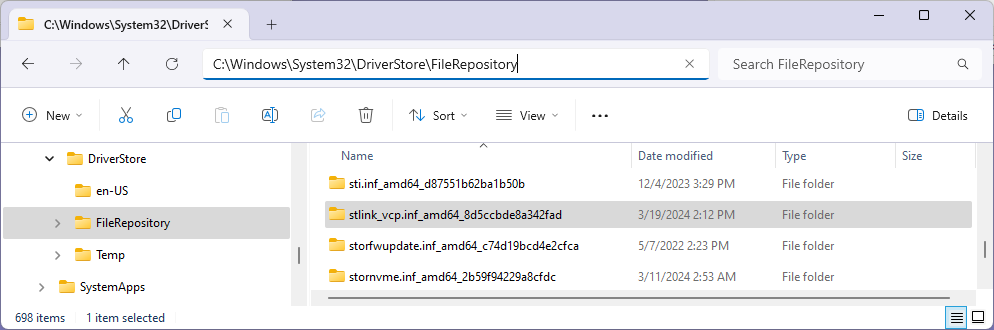 C:\Windows\System32\DriverS
C:\Windows\System32\DriverStore\FileRepository
Search FileRepository
New Sort View Details
DriverStore
en-US
FileRepository
Temp
SystemApps
Name Date modified Type Size
sti.inf_amd64_d87551b62ba1b50b 12/4/2023 3:29 PM File folder
stlink_vcp.inf_amd64_8d5ccbde8a342fad 3/19/2024 2:12 PM File folder
storfwupdate.inf_amd64_c74d19bcd4e2cfca 5/7/2022 2:23 PM File folder
stornvme.inf_amd64_2b59f94229a8cfdc 3/11/2024 2:53 AM File folder
698 items 1 item selected